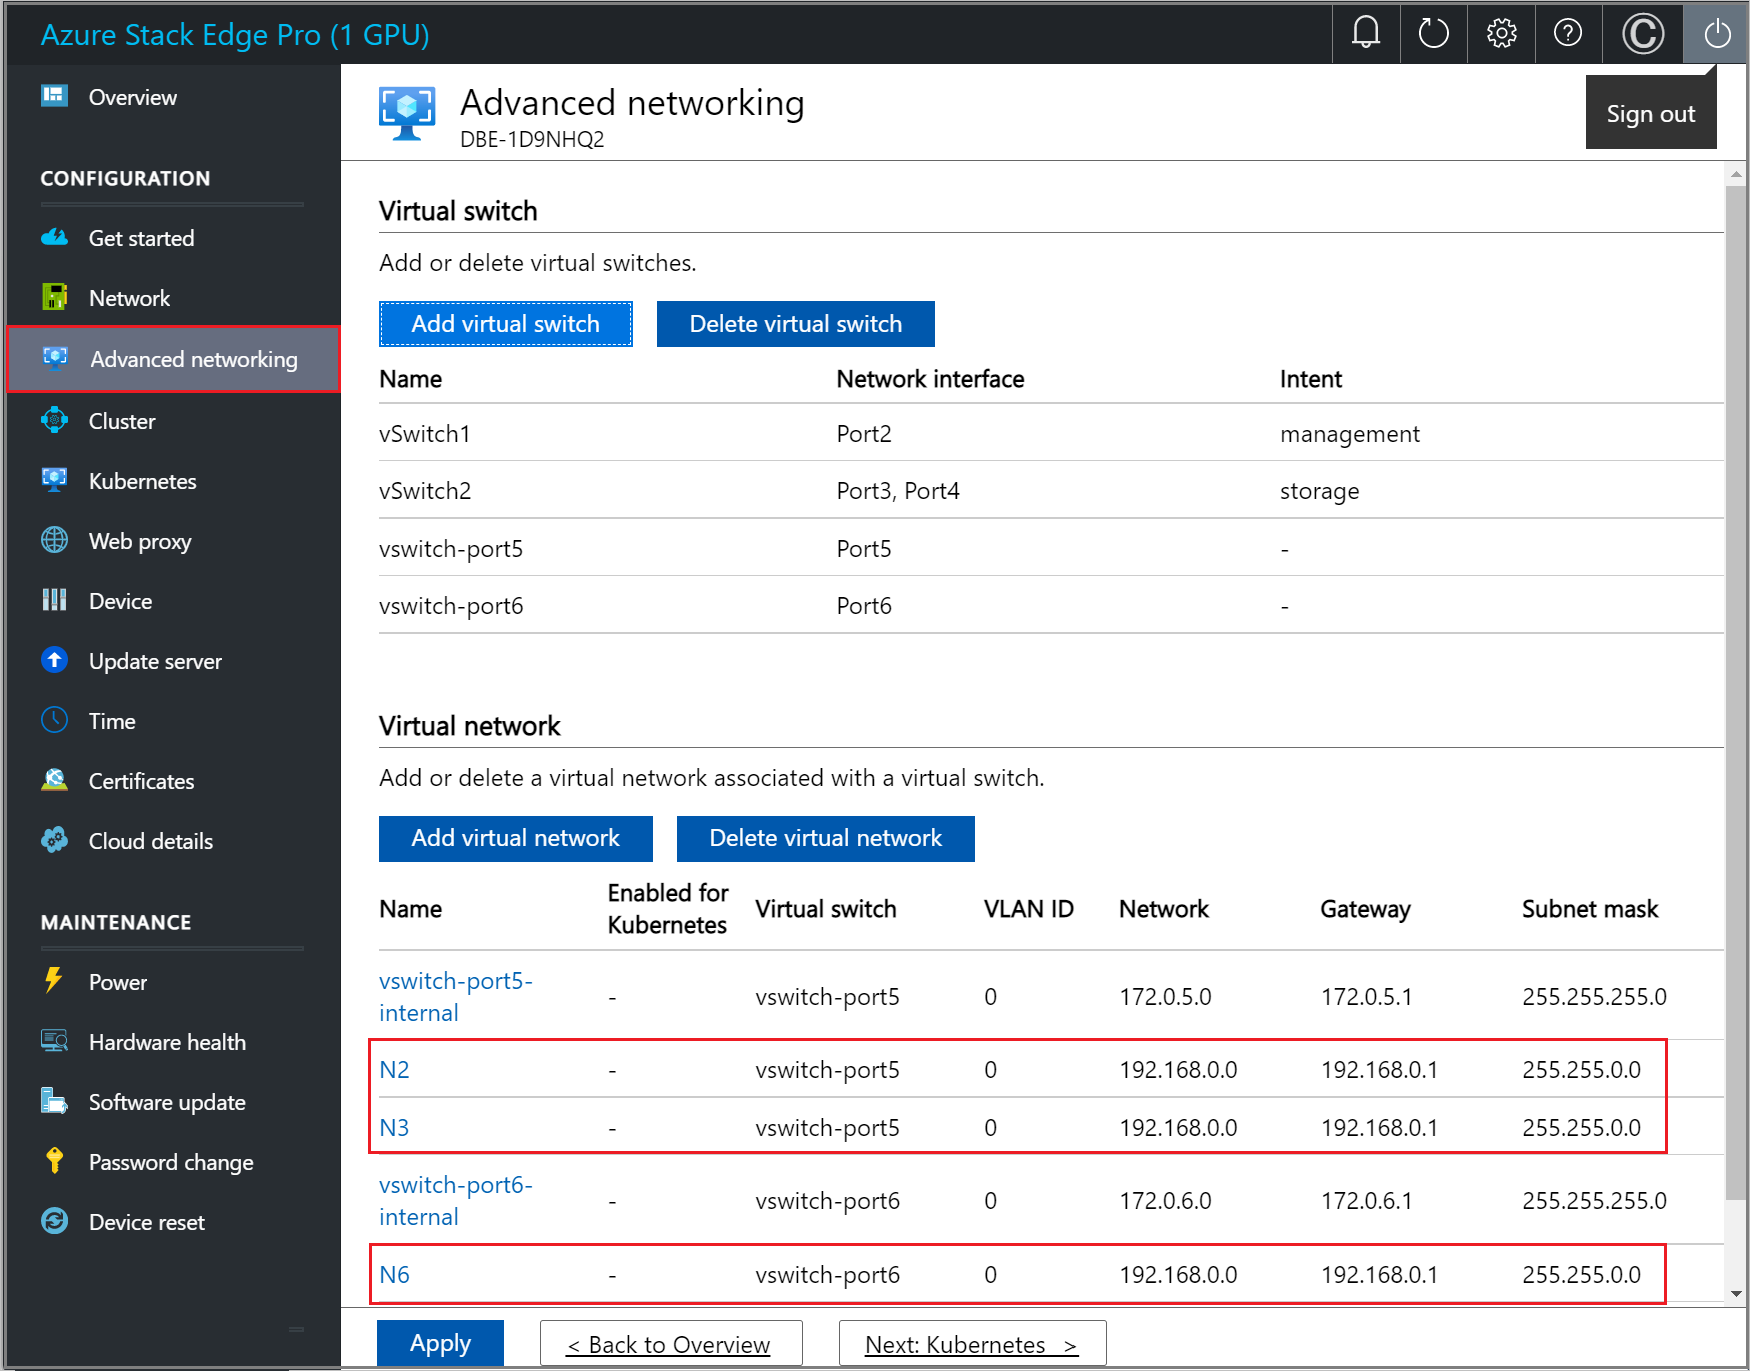 Azure Stack Edge Pro (1 GPU)
Sign out
Overview
CONFIGURATION
Get started
Network
Advanced networking
Cluster
Kubernetes
Web proxy
Device
Update server
Time
Certificates
Cloud details
MAINTENANCE
Power
Hardware health
Software update
Password change
Device reset
Advanced networking
DBE-1D9NHQ2
Virtual switch
Add or delete virtual switches.
Add virtual switch Delete virtual switch
Name Network interface Intent
vSwitch1 Port2 management
vSwitch2 Port3, Port4 storage
vswitch-port5 Port5 -
vswitch-port6 Port6 -
Virtual network
Add or delete a virtual network associated with a virtual switch.
Add virtual network Delete virtual network
Name Enabled for Kubernetes Virtual switch VLAN ID Network Gateway Subnet mask
vswitch-port5-internal - vswitch-port5 0 172.0.5.0 172.0.5.1 255.255.255.0
N2 - vswitch-port5 0 192.168.0.0 192.168.0.1 255.255.0.0
N3 - vswitch-port5 0 192.168.0.0 192.168.0.1 255.255.0.0
vswitch-port6-internal - vswitch-port6 0 172.0.6.0 172.0.6.1 255.255.255.0
N6 - vswitch-port6 0 192.168.0.0 192.168.0.1 255.255.0.0
Apply < Back to Overview Next: Kubernetes >